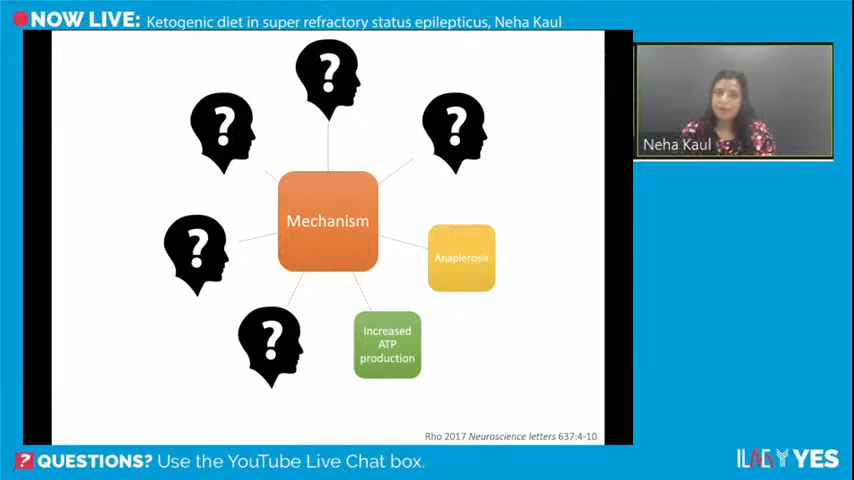 NOW LIVE: Ketogenic diet in super refractory status epilepticus, Neha Kaul
?
?
?
Mechanism
Neha Kaul
?
Anaplerosis
?
Increased
ATP
production
Rho 2017 Neuroscience letters 637:4-10
? QUESTIONS? Use the YouTube Live Chat box.
ILAE YES